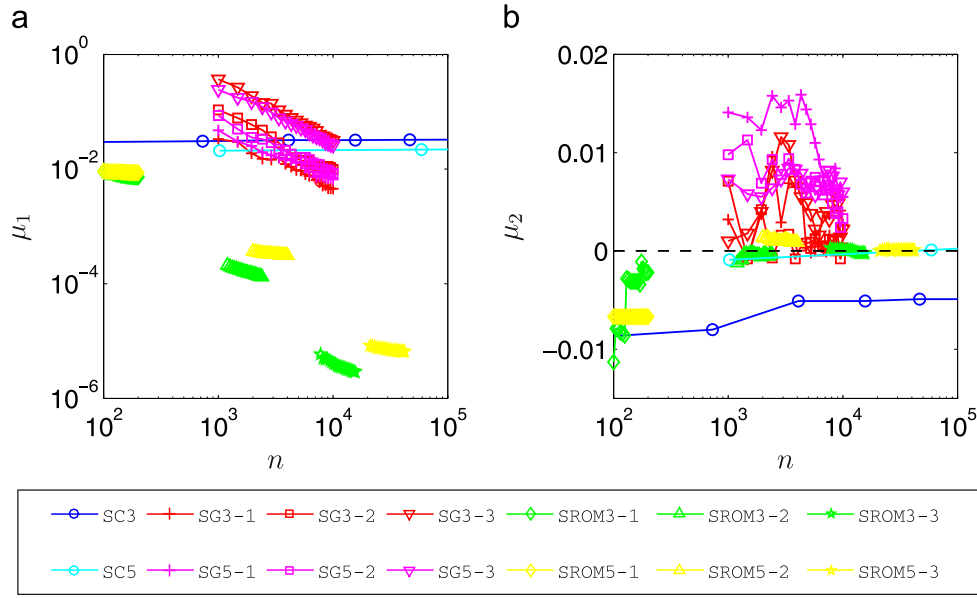 a
b
10^0
10^-2
10^-4
10^-6
μ_1
10^2
10^3
10^4
10^5
n
0.02
0.01
0
−0.01
μ_2
10^2
10^3
10^4
10^5
n
SC3 SG3-1 SG3-2 SG3-3 SROM3-1 SROM3-2 SROM3-3
SC5 SG5-1 SG5-2 SG5-3 SROM5-1 SROM5-2 SROM5-3